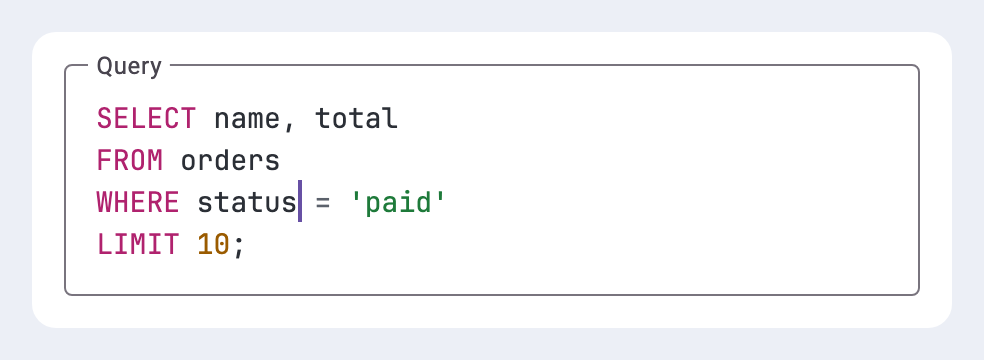 Query
SELECT name, total
FROM orders
WHERE status = 'paid'
LIMIT 10;